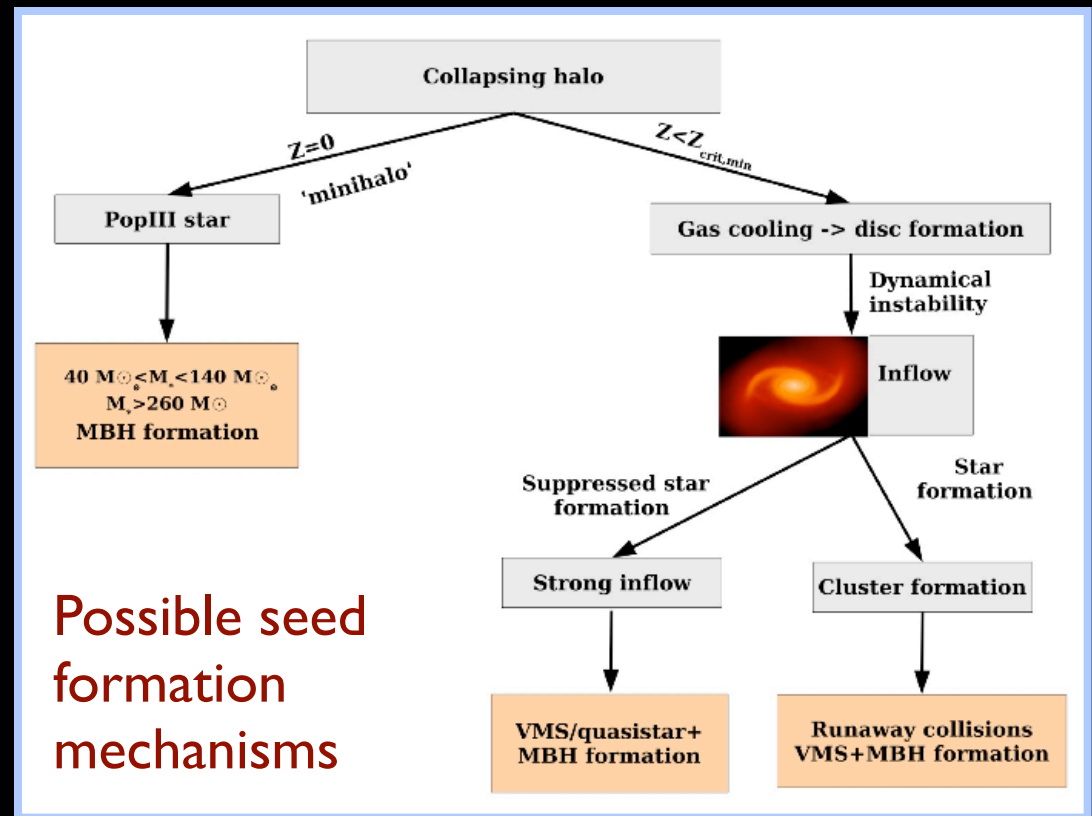 Collapsing halo
Z=0
'minihalo'
Z<Z crit,min
PopIII star
Gas cooling -> disc formation
Dynamical
instability
Inflow
40 M☉<M*<140 M☉
M*>260 M☉
MBH formation
Suppressed star
formation
Star
formation
Strong inflow
Cluster formation
VMS/quasistar+
MBH formation
Runaway collisions
VMS+MBH formation
Possible seed
formation
mechanisms